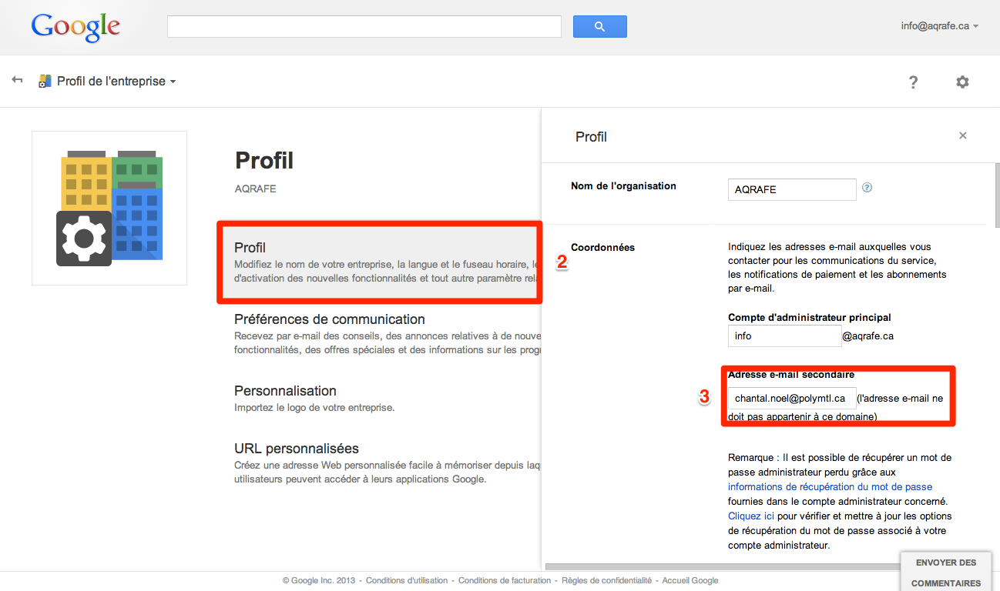 Google
info@aqrafe.ca
Profil de l'entreprise
?
Profil
AQRAFE
Profil
Modifiez le nom de votre entreprise, la langue et le fuseau horaire, le
d'activation des nouvelles fonctionnalités et tout autre paramètre rela
2
Préférences de communication
Recevez par e-mail des conseils, des annonces relatives à de nouve
fonctionnalités, des offres spéciales et des informations sur les prog
Personnalisation
Importez le logo de votre entreprise.
URL personnalisées
Créez une adresse Web personnalisée facile à mémoriser depuis laq
utilisateurs peuvent accéder à leurs applications Google.
Profil
×
Nom de l'organisation
AQRAFE
?
Coordonnées
Indiquez les adresses e-mail auxquelles vous
contacter pour les communications du service,
les notifications de paiement et les abonnements
par e-mail.
Compte d'administrateur principal
info @aqrafe.ca
3
Adresse e-mail secondaire
chantal.noel@polymtl.ca (l'adresse e-mail ne
doit pas appartenir à ce domaine)
Remarque : Il est possible de récupérer un mot de
passe administrateur perdu grâce aux
informations de récupération du mot de passe
fournies dans le compte administrateur concerné.
Cliquez ici pour vérifier et mettre à jour les options
de récupération du mot de passe associé à votre
compte administrateur.
ENVOYER DES
COMMENTAIRES
© Google Inc. 2013 - Conditions d'utilisation - Conditions de facturation - Règles de confidentialité - Accueil Google